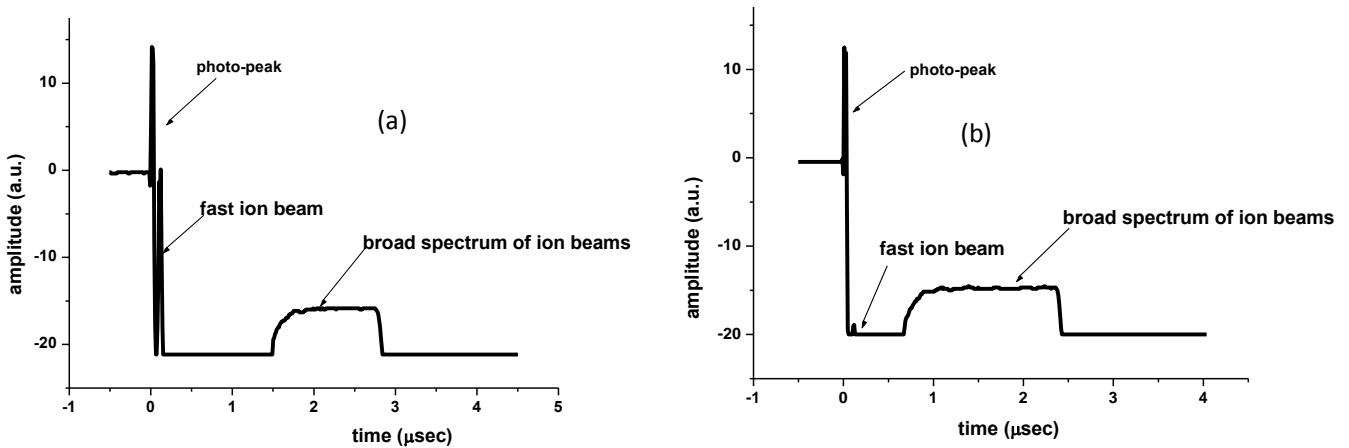 amplitude (a.u.)
10
0
-10
-20
photo-peak
(a)
fast ion beam
broad spectrum of ion beams
-1 0 1 2 3 4 5
time (μsec)
amplitude (a.u.)
10
0
-10
-20
photo-peak
(b)
broad spectrum of ion beams
fast ion beam
-1 0 1 2 3 4
time (μsec)